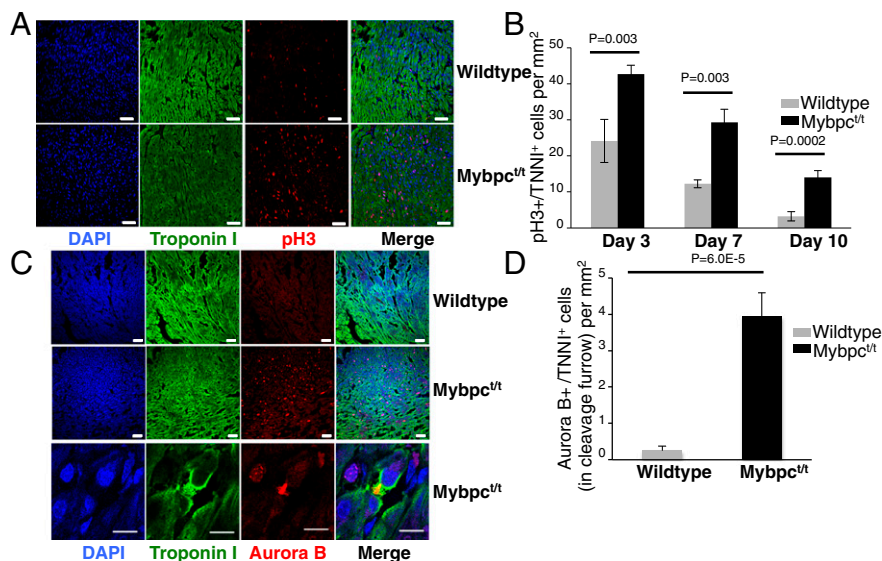 A
Wildtype
Mybpc^t/t
DAPI Troponin I pH3 Merge
B
pH3+/TNNI⁺ cells per mm²
50
40
30
20
10
0
P=0.003
P=0.003
P=0.0002
Wildtype
Mybpc^t/t
Day 3 Day 7 Day 10
C
Wildtype
Mybpc^t/t
Mybpc^t/t
DAPI Troponin I Aurora B Merge
D
Aurora B+ /TNNI⁺ cells
(in cleavage furrow) per mm²
P=6.0E-5
5
4
3
2
1
0
Wildtype
Mybpc^t/t
Wildtype Mybpc^t/t